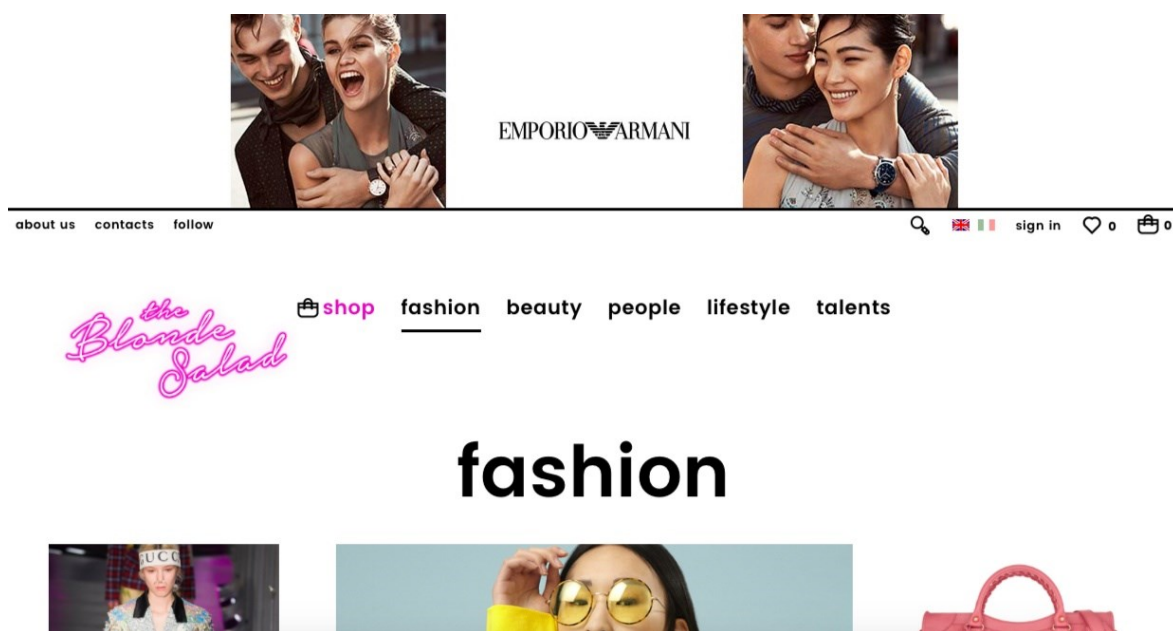 EMPORIO ARMANI
about us contacts follow sign in 0 0
the Blonde Salad
shop fashion beauty people lifestyle talents
fashion
GUCCI